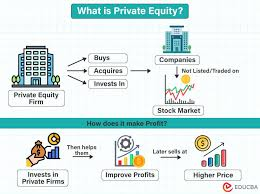 What is Private Equity?
Buys
Acquires
Invests In
Companies
Private Equity
Firm
Not Listed/Traded on
Stock Market
How does it make Profit?
Then helps
them
Later sells at
Invests in
Private Firms
Improve Profits
Higher Price
EDUCBA